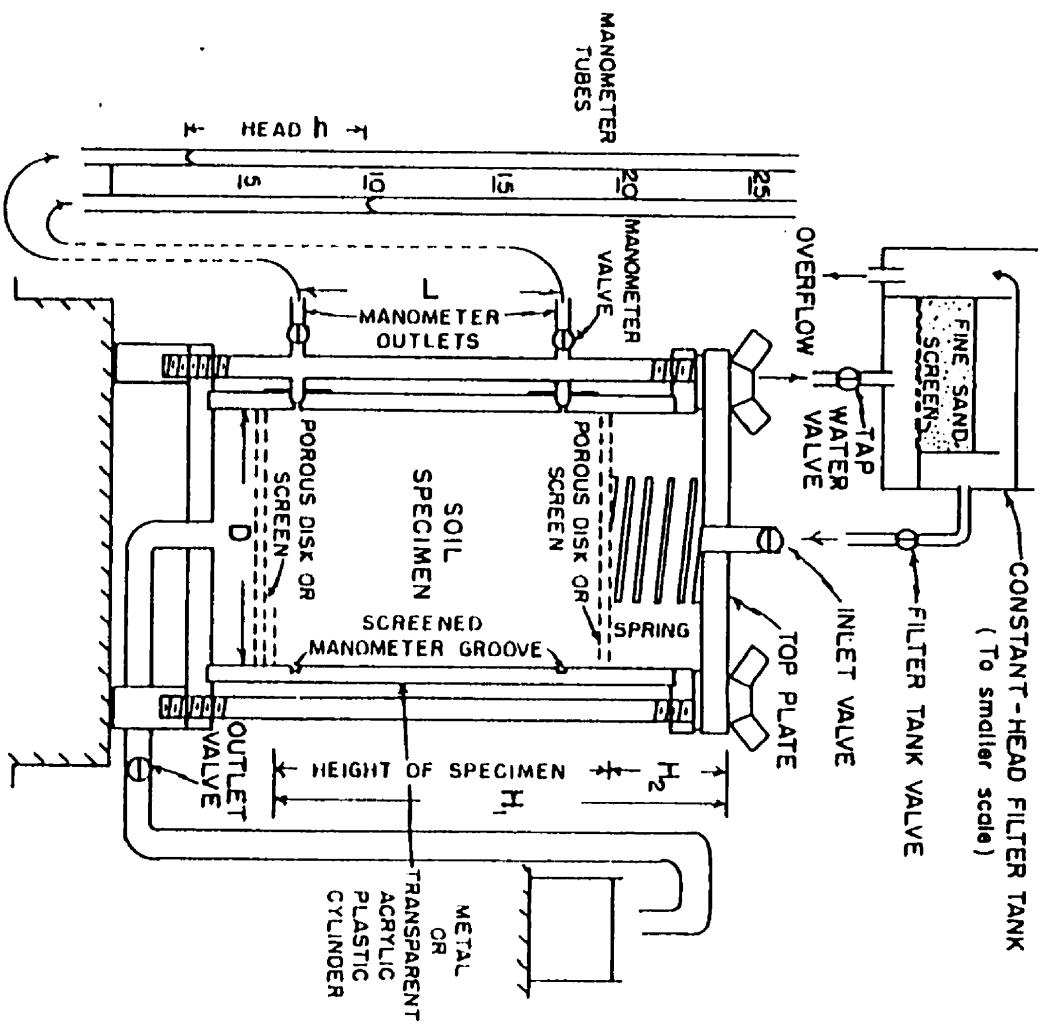 CONSTANT-HEAD FILTER TANK
( To smaller scale )
FINE SAND
SCREEN
FILTER TANK VALVE
TAP
WATER
VALVE
OVERFLOW
INLET VALVE
TOP PLATE
MANOMETER
TUBES
25
20
15
10
5
HEAD h
MANOMETER
VALVE
L
MANOMETER
OUTLETS
SPRING
POROUS DISK OR
SCREEN
SOIL
SPECIMEN
SCREENED
MANOMETER GROOVE
POROUS DISK OR
SCREEN
D
H2
HEIGHT OF SPECIMEN
H1
OUTLET
VALVE
METAL
OR
TRANSPARENT
ACRYLIC
PLASTIC
CYLINDER